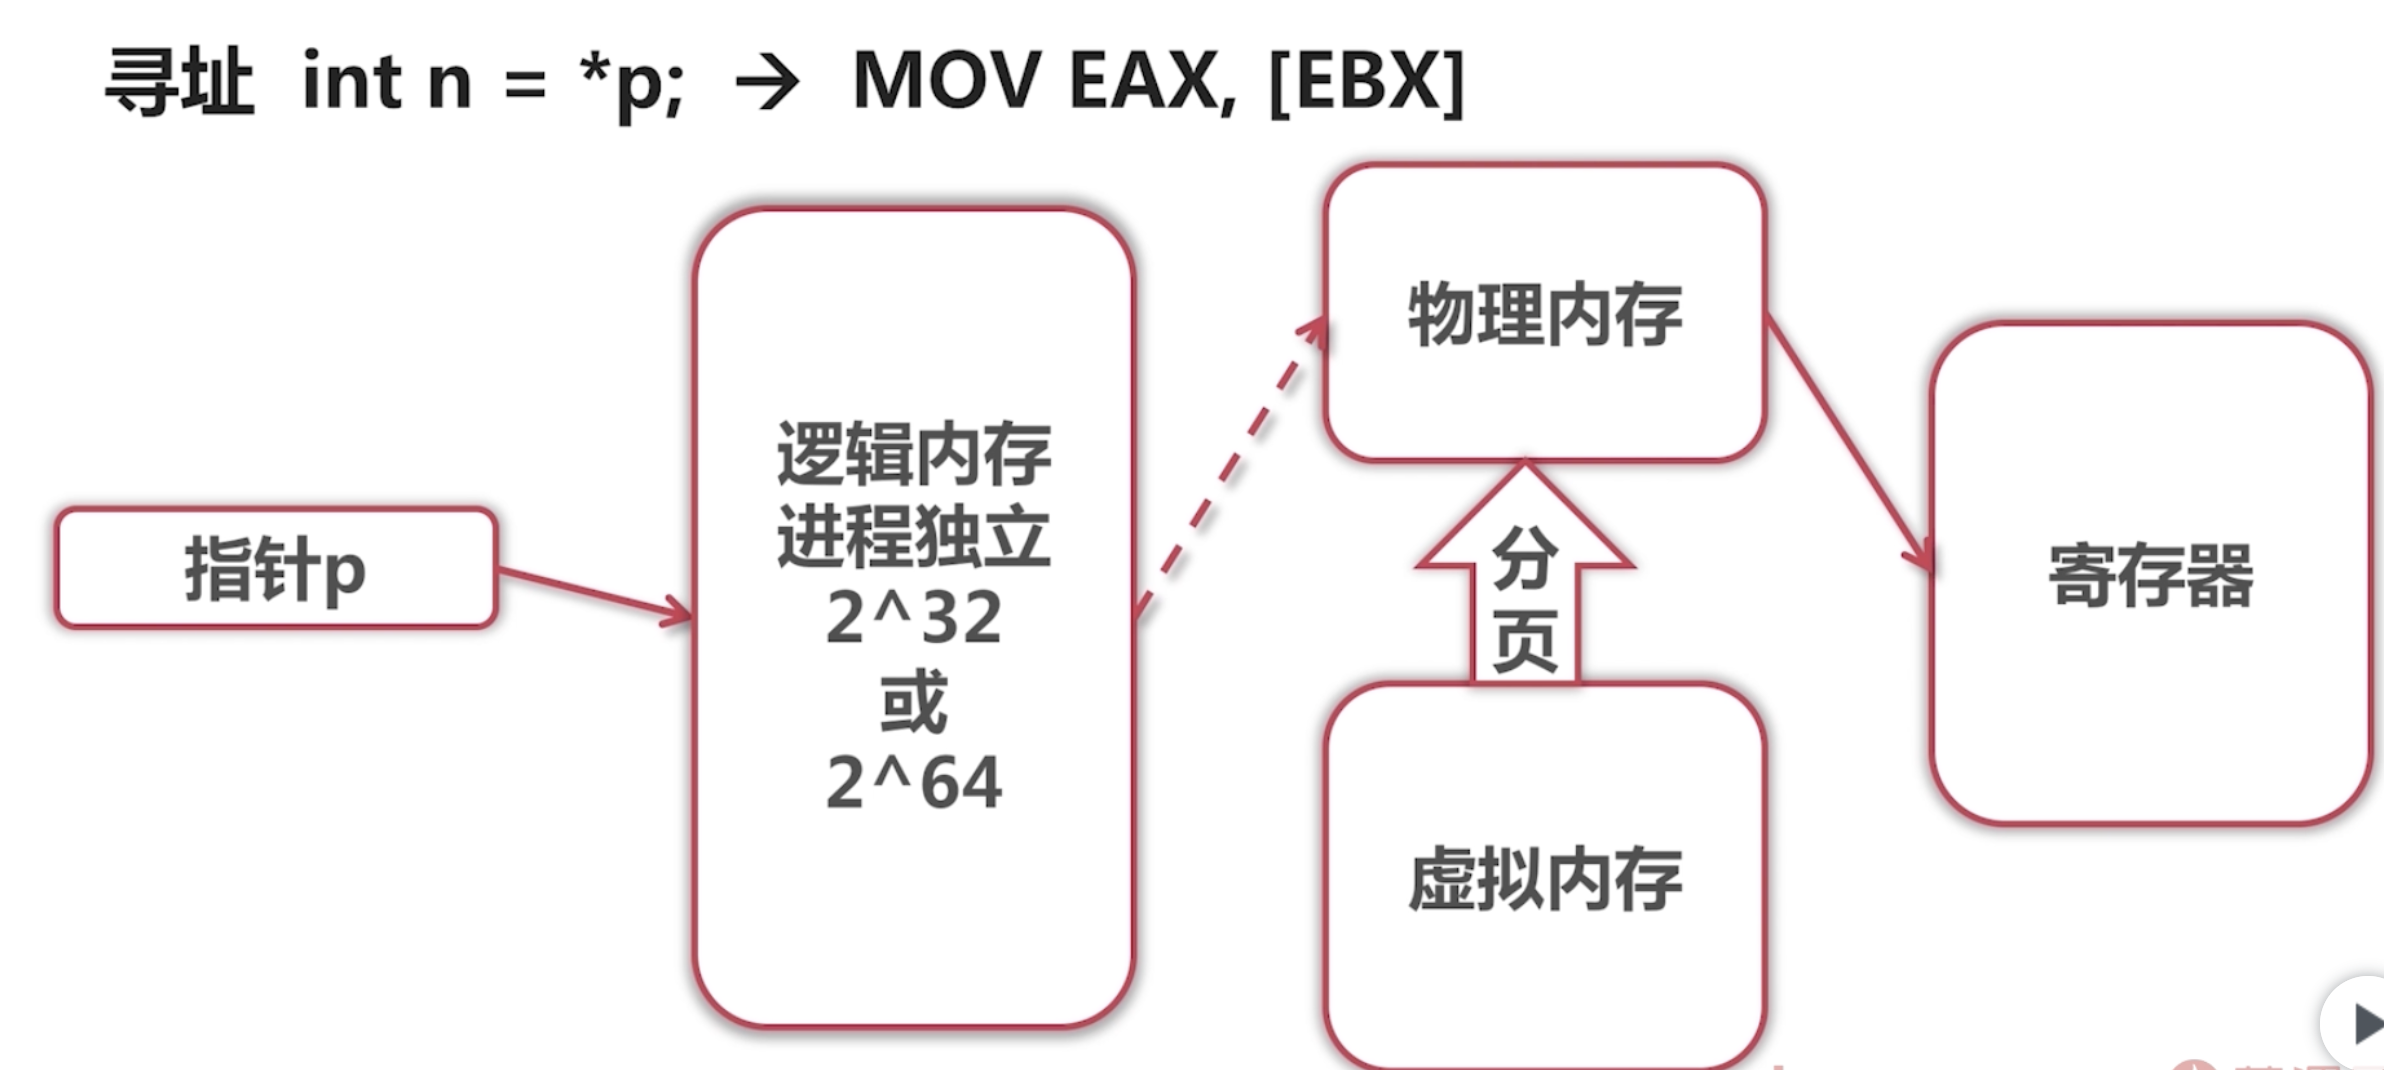 寻址 int n = *p; → MOV EAX, [EBX]
指针p
逻辑内存
进程独立
2^32
或
2^64
物理内存
分
页
虚拟内存
寄存器